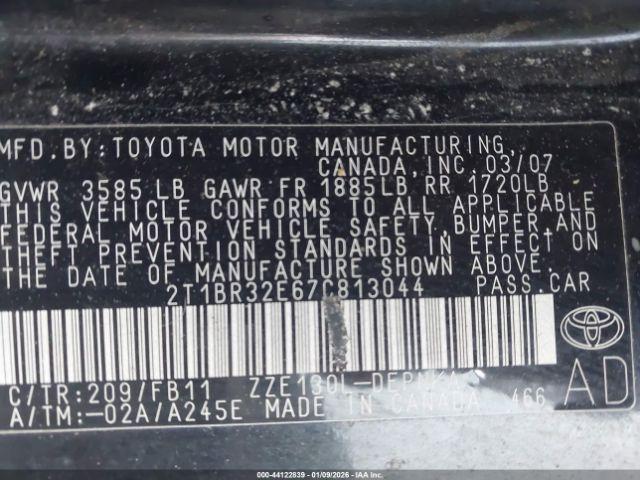 MFD.BY:TOYOTA MOTOR MANUFACTURING,
CANADA,INC.03/07
GVWR 3585 LB GAWR FR 1885LB RR 1720LB
THIS VEHICLE CONFORMS TO ALL APPLICABLE
FEDERAL MOTOR VEHICLE SAFETY,BUMPER,AND
THEFT PREVENTION STANDARDS IN EFFECT ON
THE DATE OF MANUFACTURE SHOWN ABOVE.
2T1BR32E67C813044 PASS.CAR
C/TR:209/FB11 ZZE130L-DEPNKA
A/TM:-02A/A245E MADE IN CANADA 466
TOYOTA
AD
000-44122639 | 01/09/2026 | IAA Inc.